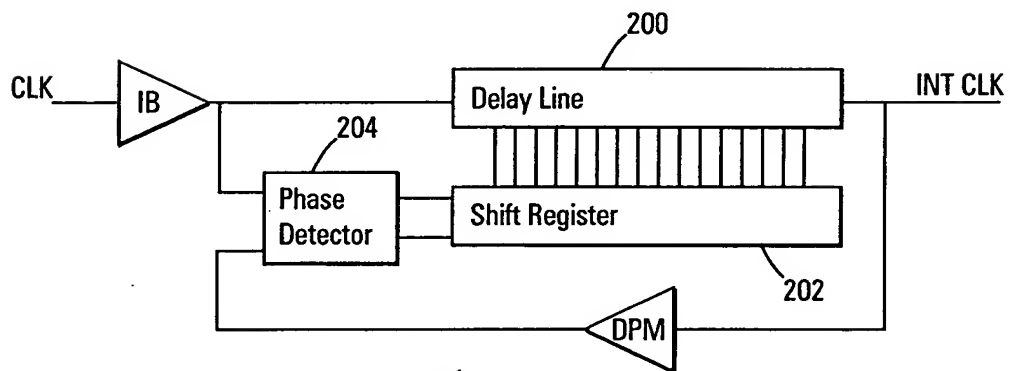 200
CLK
IB
Delay Line
INT CLK
204
Phase
Detector
Shift Register
202
DPM